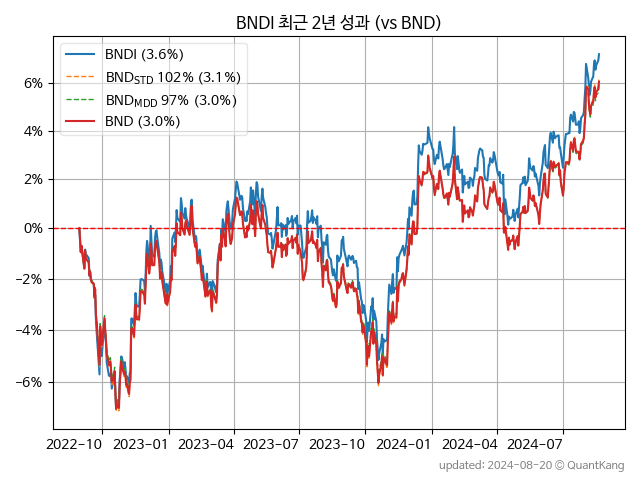 BNDI 최근 2년 성과 (vs BND)
BNDI (3.6%)
BND_STD 102% (3.1%)
BND_MDD 97% (3.0%)
BND (3.0%)
6%
4%
2%
0%
−2%
−4%
−6%
2022-10 2023-01 2023-04 2023-07 2023-10 2024-01 2024-04 2024-07
updated: 2024-08-20 © QuantKang